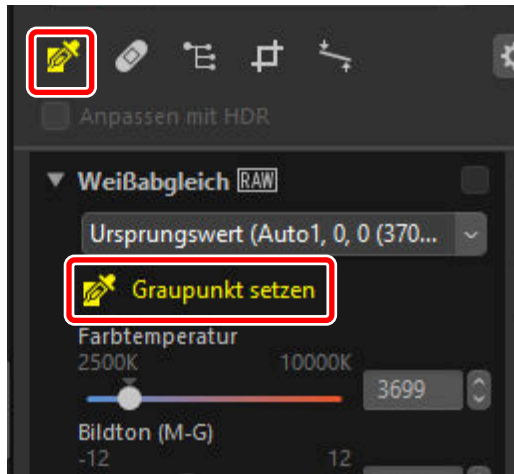 Anpassen mit HDR
Weißabgleich RAW
Ursprungswert (Auto1, 0, 0 (370...
Graupunkt setzen
Farbtemperatur
2500K 10000K
3699
Bildton (M-G)
-12 12